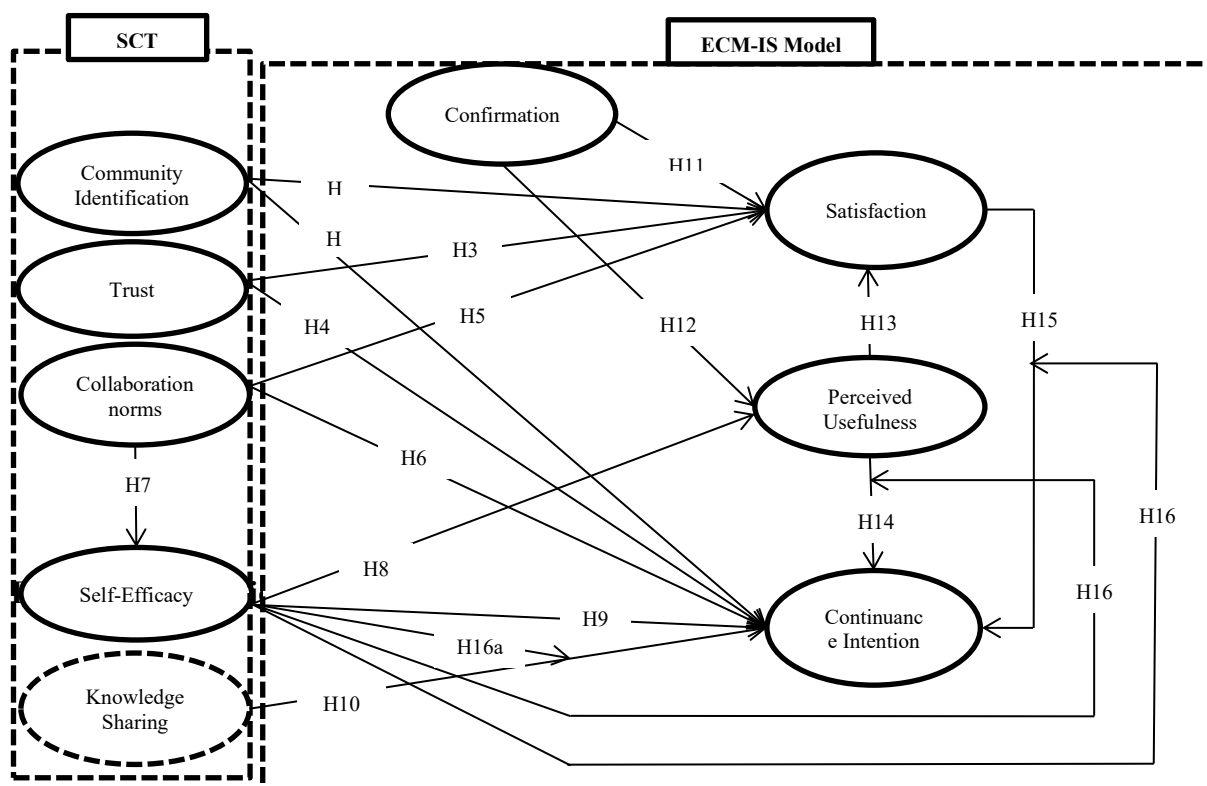 SCT
ECM-IS Model
Confirmation
Community
Identification
H
H11
Satisfaction
H
H3
Trust
H4
H5
H12
H13
H15
Collaboration
norms
Perceived
Usefulness
H6
H7
H14
H16
H8
Self-Efficacy
H9
H16
Continuanc
e Intention
H16a
Knowledge
Sharing
H10